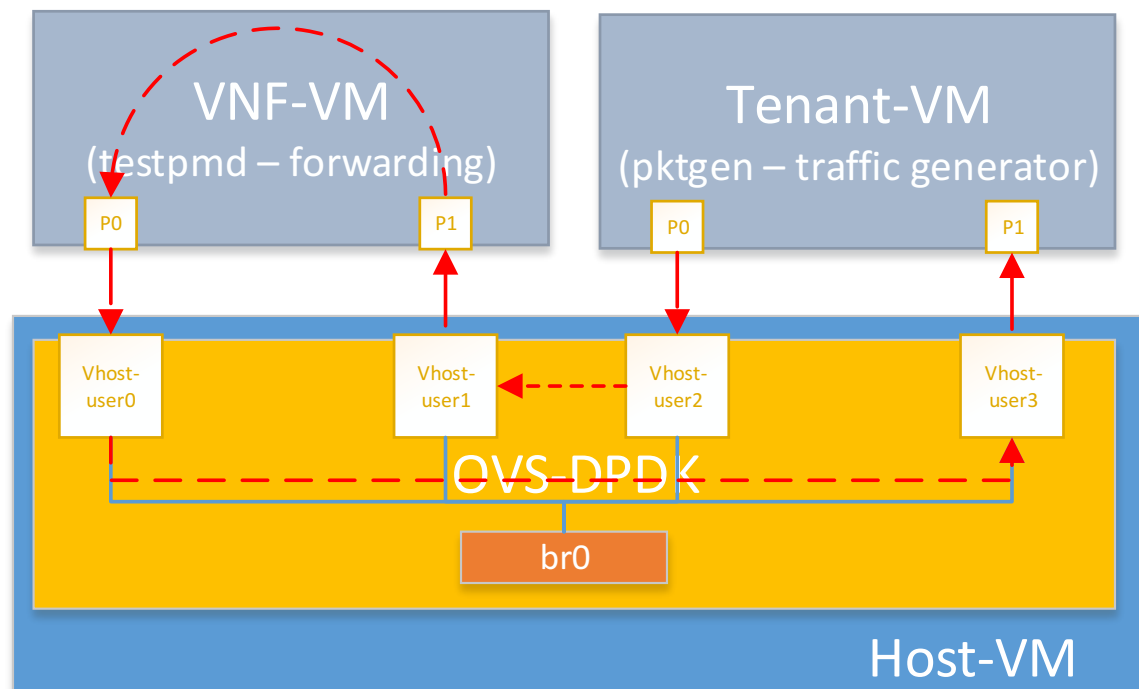 VNF-VM
(testpmd – forwarding)
P0
P1
Tenant-VM
(pktgen – traffic generator)
P0
P1
Vhost-
user0
Vhost-
user1
Vhost-
user2
Vhost-
user3
OVS-DPDK
br0
Host-VM